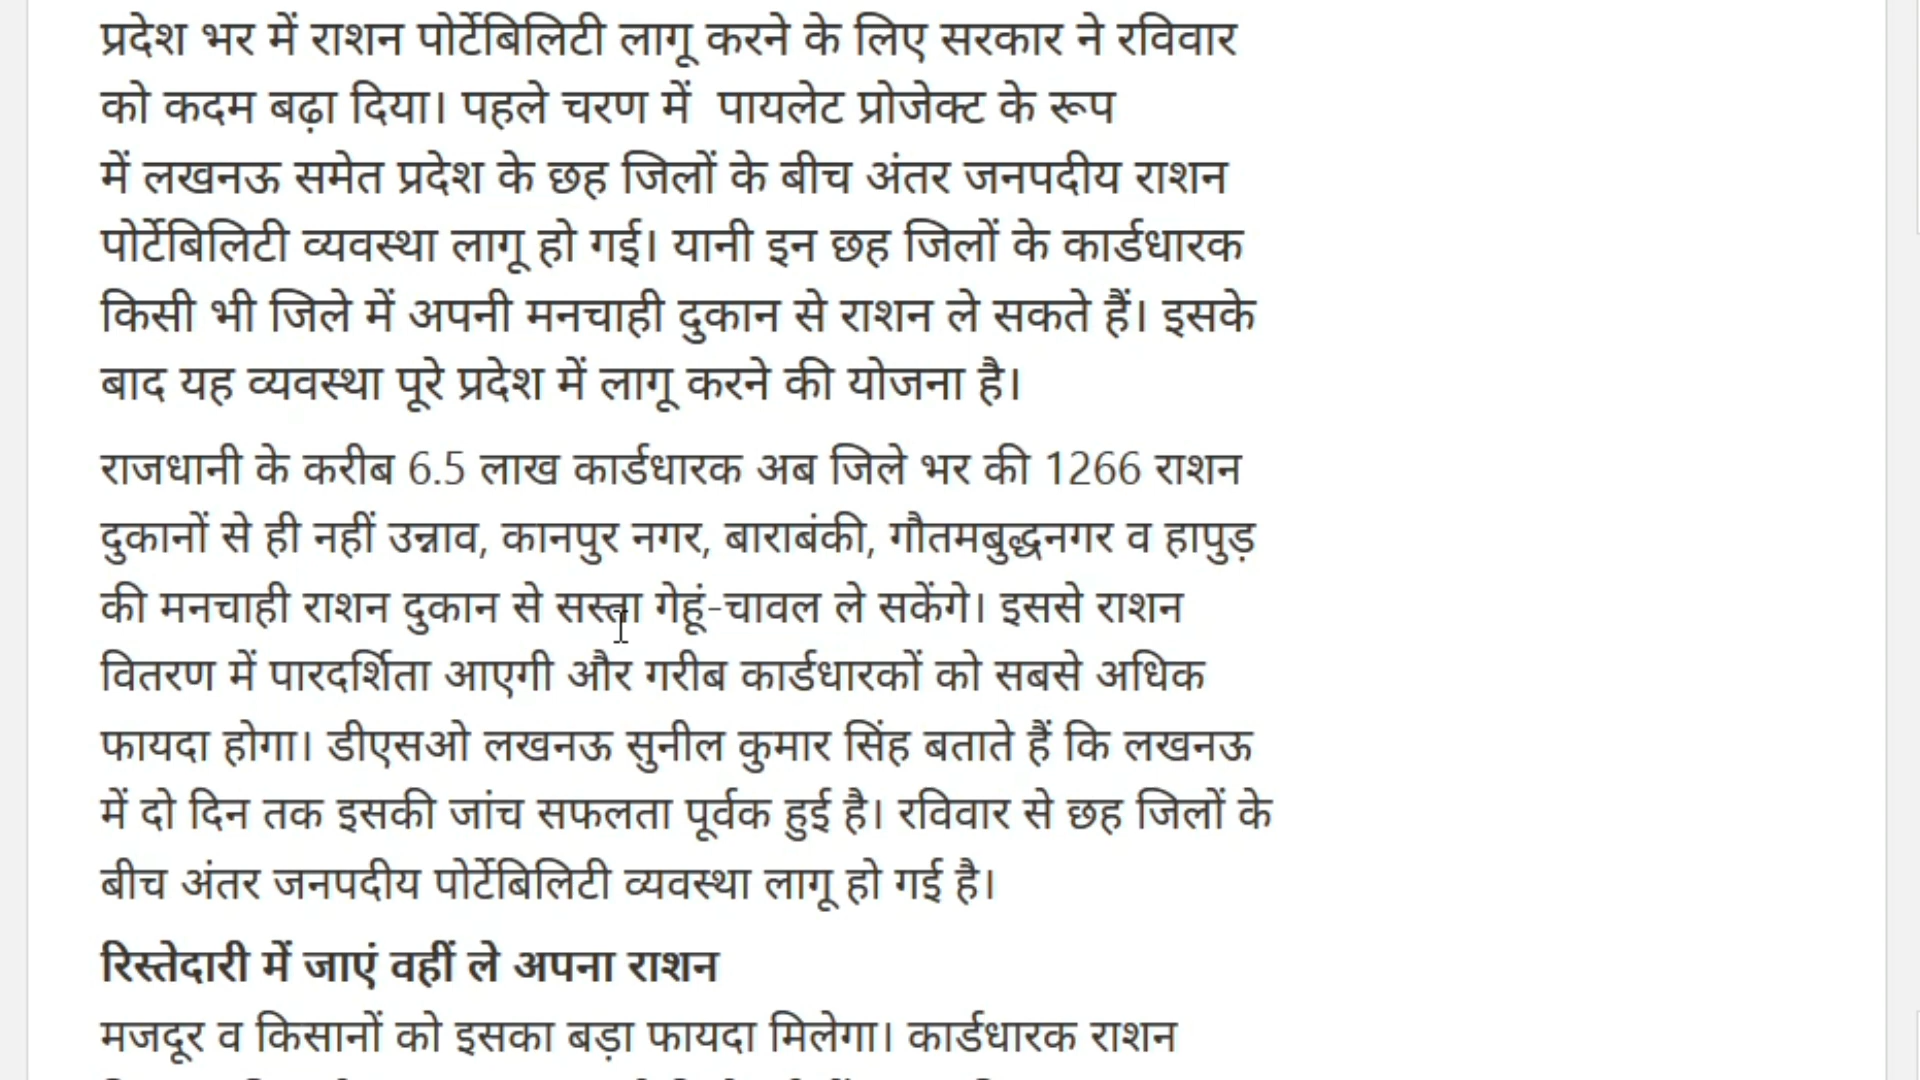 प्रदेश भर में राशन पोर्टेबिलिटी लागू करने के लिए सरकार ने रविवार
को कदम बढ़ा दिया। पहले चरण में पायलेट प्रोजेक्ट के रूप
में लखनऊ समेत प्रदेश के छह जिलों के बीच अंतर जनपदीय राशन
पोर्टेबिलिटी व्यवस्था लागू हो गई। यानी इन छह जिलों के कार्डधारक
किसी भी जिले में अपनी मनचाही दुकान से राशन ले सकते हैं। इसके
बाद यह व्यवस्था पूरे प्रदेश में लागू करने की योजना है।
राजधानी के करीब 6.5 लाख कार्डधारक अब जिले भर की 1266 राशन
दुकानों से ही नहीं उन्नाव, कानपुर नगर, बाराबंकी, गौतमबुद्धनगर व हापुड़
की मनचाही राशन दुकान से सस्ता गेहूं-चावल ले सकेंगे। इससे राशन
वितरण में पारदर्शिता आएगी और गरीब कार्डधारकों को सबसे अधिक
फायदा होगा। डीएसओ लखनऊ सुनील कुमार सिंह बताते हैं कि लखनऊ
में दो दिन तक इसकी जांच सफलता पूर्वक हुई है। रविवार से छह जिलों के
बीच अंतर जनपदीय पोर्टेबिलिटी व्यवस्था लागू हो गई है।
रिस्तेदारी में जाएं वहीं ले अपना राशन
मजदूर व किसानों को इसका बड़ा फायदा मिलेगा। कार्डधारक राशन